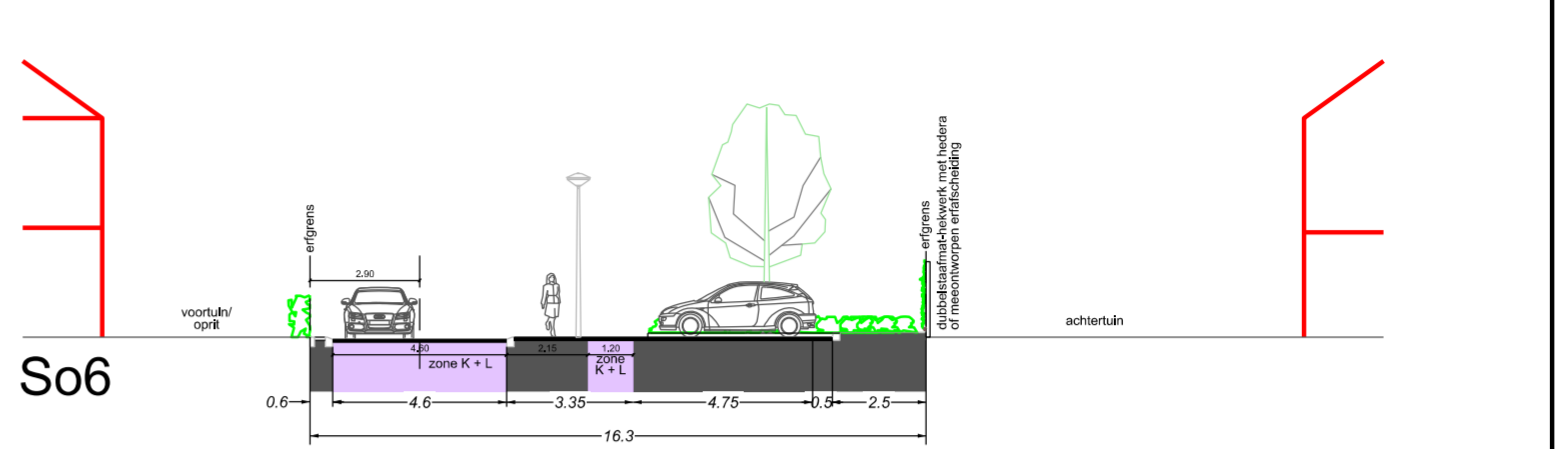 erfgrens
erfgrens
dubbelstaafmat-hekwerk met hedera
of meeontworpen erfafscheiding
2.90
voortuin/
oprit
achtertuin
4.60
2.15
1.20
zone K + L
zone
K + L
So6
0.6
4.6
3.35
4.75
0.5
2.5
16.3